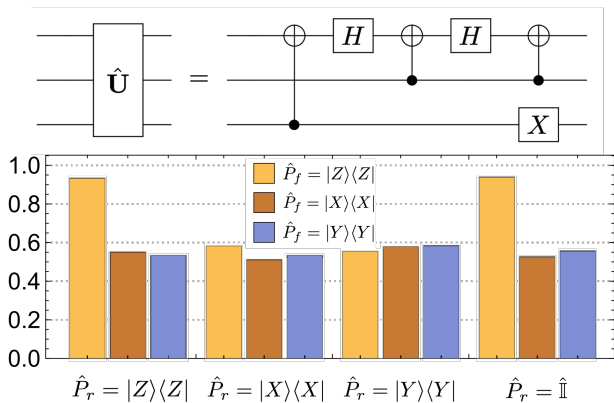 Û = H H
X
1.0
0.8
0.6
0.4
0.2
0.0
P̂_f = |Z⟩⟨Z|
P̂_f = |X⟩⟨X|
P̂_f = |Y⟩⟨Y|
P̂_r = |Z⟩⟨Z| P̂_r = |X⟩⟨X| P̂_r = |Y⟩⟨Y| P̂_r = 𝕀̂